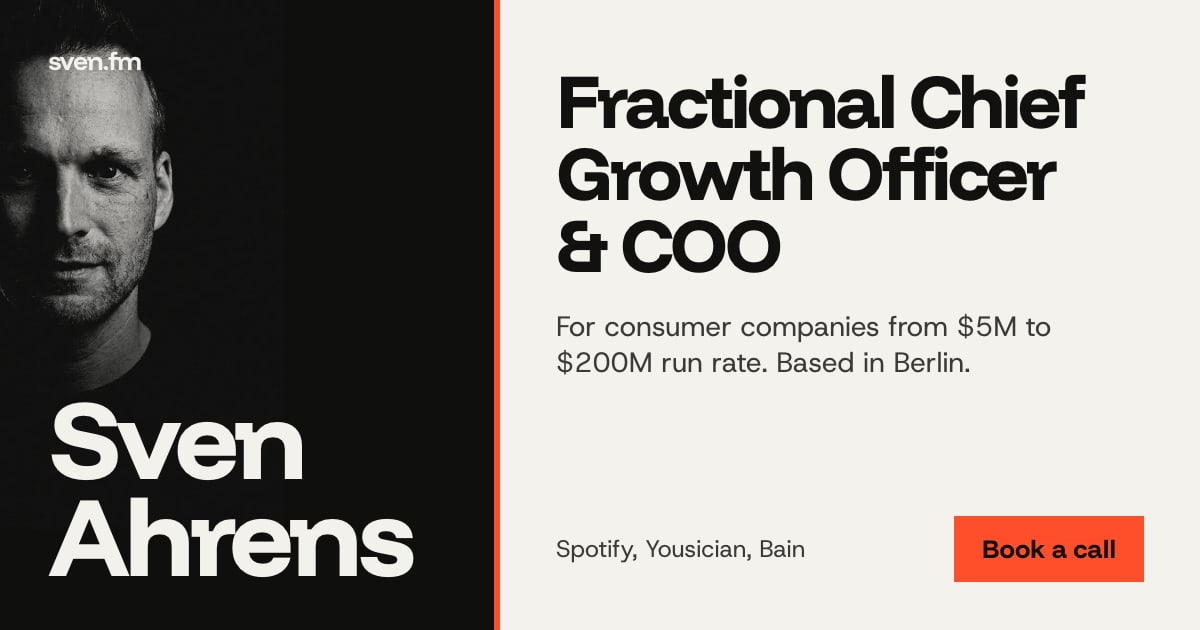 sven.fm
Sven
Ahrens
Fractional Chief
Growth Officer
& COO
For consumer companies from $5M to
$200M run rate. Based in Berlin.
Spotify, Yousician, Bain
Book a call